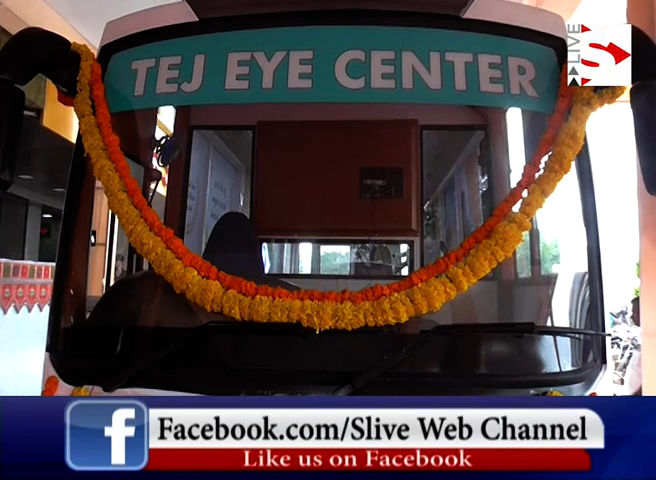 TEJ EYE CENTER
LIVE
S
f
Facebook.com/Slive Web Channel
Like us on Facebook